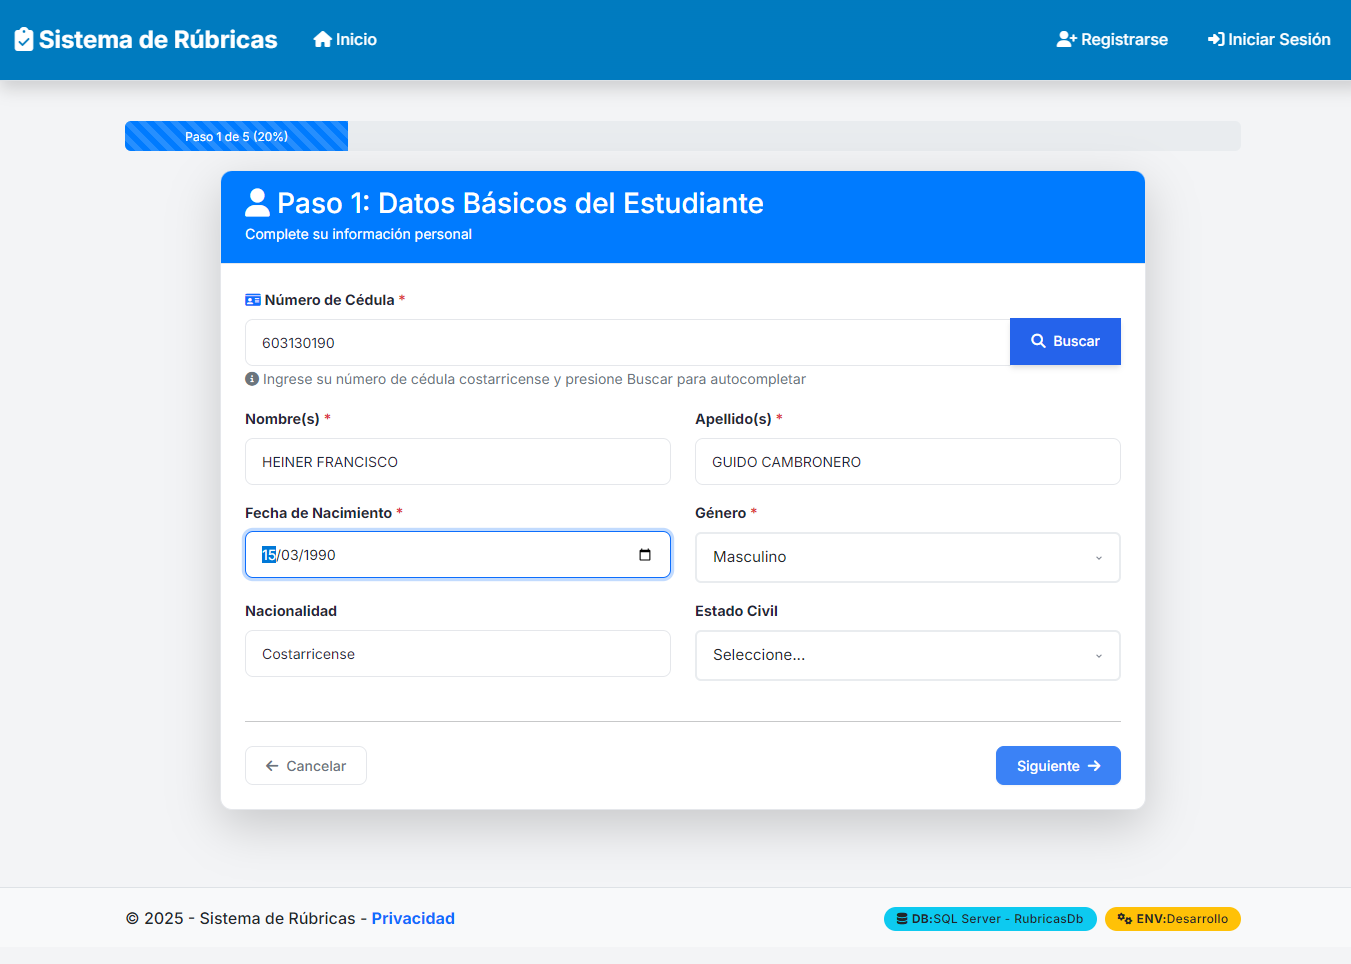 Sistema de Rúbricas
Inicio
Registrarse
Iniciar Sesión
Paso 1 de 5 (20%)
Paso 1: Datos Básicos del Estudiante
Complete su información personal
Número de Cédula *
603130190
Buscar
Ingrese su número de cédula costarricense y presione Buscar para autocompletar
Nombre(s) *
Apellido(s) *
HEINER FRANCISCO
GUIDO CAMBRONERO
Fecha de Nacimiento *
Género *
15/03/1990
Masculino
Nacionalidad
Estado Civil
Costarricense
Seleccione...
Cancelar
Siguiente
© 2025 - Sistema de Rúbricas - Privacidad
DB:SQL Server - RubricasDb
ENV:Desarrollo